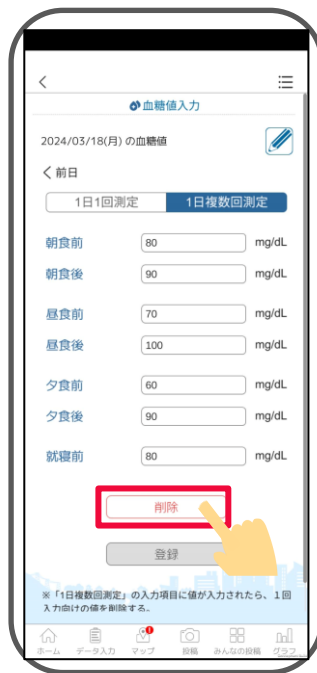 血糖値入力
2024/03/18(月) の血糖値
前日
1日1回測定 1日複数回測定
朝食前 80 mg/dL
朝食後 90 mg/dL
昼食前 70 mg/dL
昼食後 100 mg/dL
夕食前 60 mg/dL
夕食後 90 mg/dL
就寝前 80 mg/dL
削除
登録
※「1日複数回測定」の入力項目に値が入力されたら、1回
入力向けの値を削除する。
ホーム データ入力 マップ 投稿 みんなの投稿 グラフ